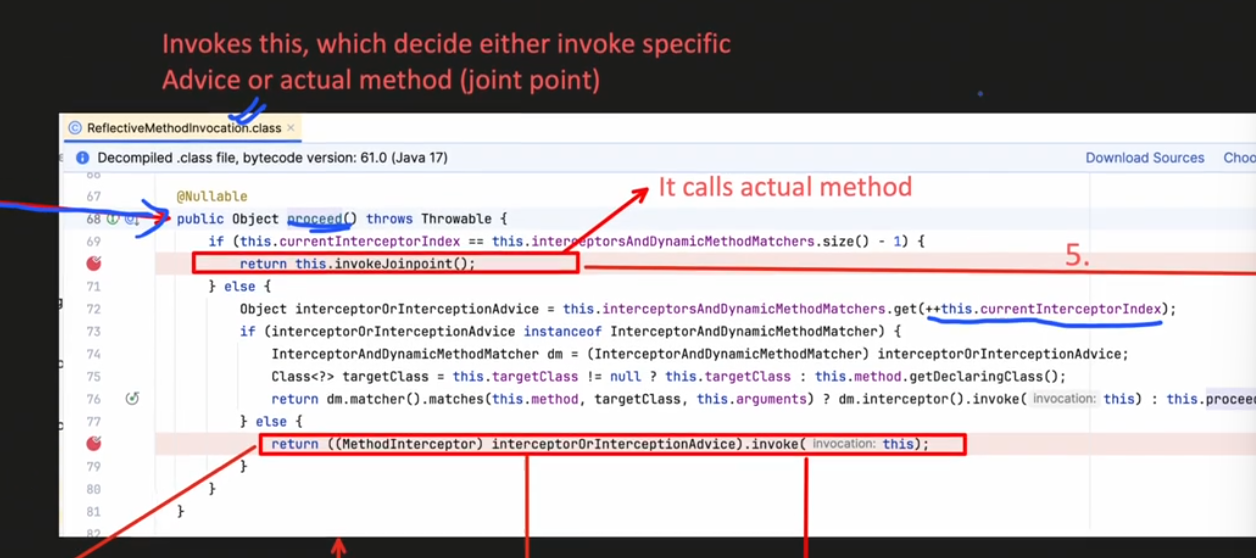 Invokes this, which decide either invoke specific
Advice or actual method (joint point)
ReflectiveMethodInvocation.class
Decompiled .class file, bytecode version: 61.0 (Java 17)
Download Sources
67 @Nullable
It calls actual method
68 public Object proceed() throws Throwable {
69 if (this.currentInterceptorIndex == this.interceptorsAndDynamicMethodMatchers.size() - 1) {
return this.invokeJoinpoint();
5.
71 } else {
72 Object interceptorOrInterceptionAdvice = this.interceptorsAndDynamicMethodMatchers.get(++this.currentInterceptorIndex);
73 if (interceptorOrInterceptionAdvice instanceof InterceptorAndDynamicMethodMatcher) {
74 InterceptorAndDynamicMethodMatcher dm = (InterceptorAndDynamicMethodMatcher) interceptorOrInterceptionAdvice;
75 Class<?> targetClass = this.targetClass != null ? this.targetClass : this.method.getDeclaringClass();
76 return dm.matcher().matches(this.method, targetClass, this.arguments) ? dm.interceptor().invoke( invocation: this) : this.proceed
77 } else {
return ((MethodInterceptor) interceptorOrInterceptionAdvice).invoke( invocation: this);
79 }
80 }
81 }
82